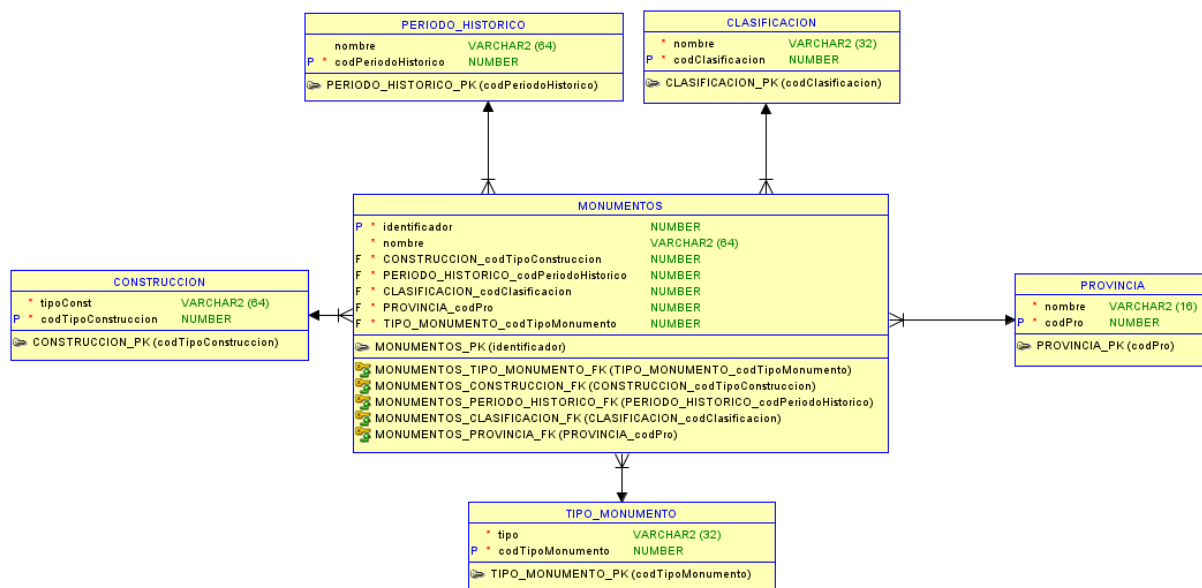 PERIODO_HISTORICO
nombre VARCHAR2 (64)
P * codPeriodoHistorico NUMBER
PERIODO_HISTORICO_PK (codPeriodoHistorico)
CLASIFICACION
* nombre VARCHAR2 (32)
P * codClasificacion NUMBER
CLASIFICACION_PK (codClasificacion)
MONUMENTOS
P * identificador NUMBER
* nombre VARCHAR2 (64)
F * CONSTRUCCION_codTipoConstruccion NUMBER
F * PERIODO_HISTORICO_codPeriodoHistorico NUMBER
F * CLASIFICACION_codClasificacion NUMBER
F * PROVINCIA_codPro NUMBER
F * TIPO_MONUMENTO_codTipoMonumento NUMBER
MONUMENTOS_PK (identificador)
MONUMENTOS_TIPO_MONUMENTO_FK (TIPO_MONUMENTO_codTipoMonumento)
MONUMENTOS_CONSTRUCCION_FK (CONSTRUCCION_codTipoConstruccion)
MONUMENTOS_PERIODO_HISTORICO_FK (PERIODO_HISTORICO_codPeriodoHistorico)
MONUMENTOS_CLASIFICACION_FK (CLASIFICACION_codClasificacion)
MONUMENTOS_PROVINCIA_FK (PROVINCIA_codPro)
CONSTRUCCION
* tipoConst VARCHAR2 (64)
P * codTipoConstruccion NUMBER
CONSTRUCCION_PK (codTipoConstruccion)
PROVINCIA
* nombre VARCHAR2 (16)
P * codPro NUMBER
PROVINCIA_PK (codPro)
TIPO_MONUMENTO
* tipo VARCHAR2 (32)
P * codTipoMonumento NUMBER
TIPO_MONUMENTO_PK (codTipoMonumento)